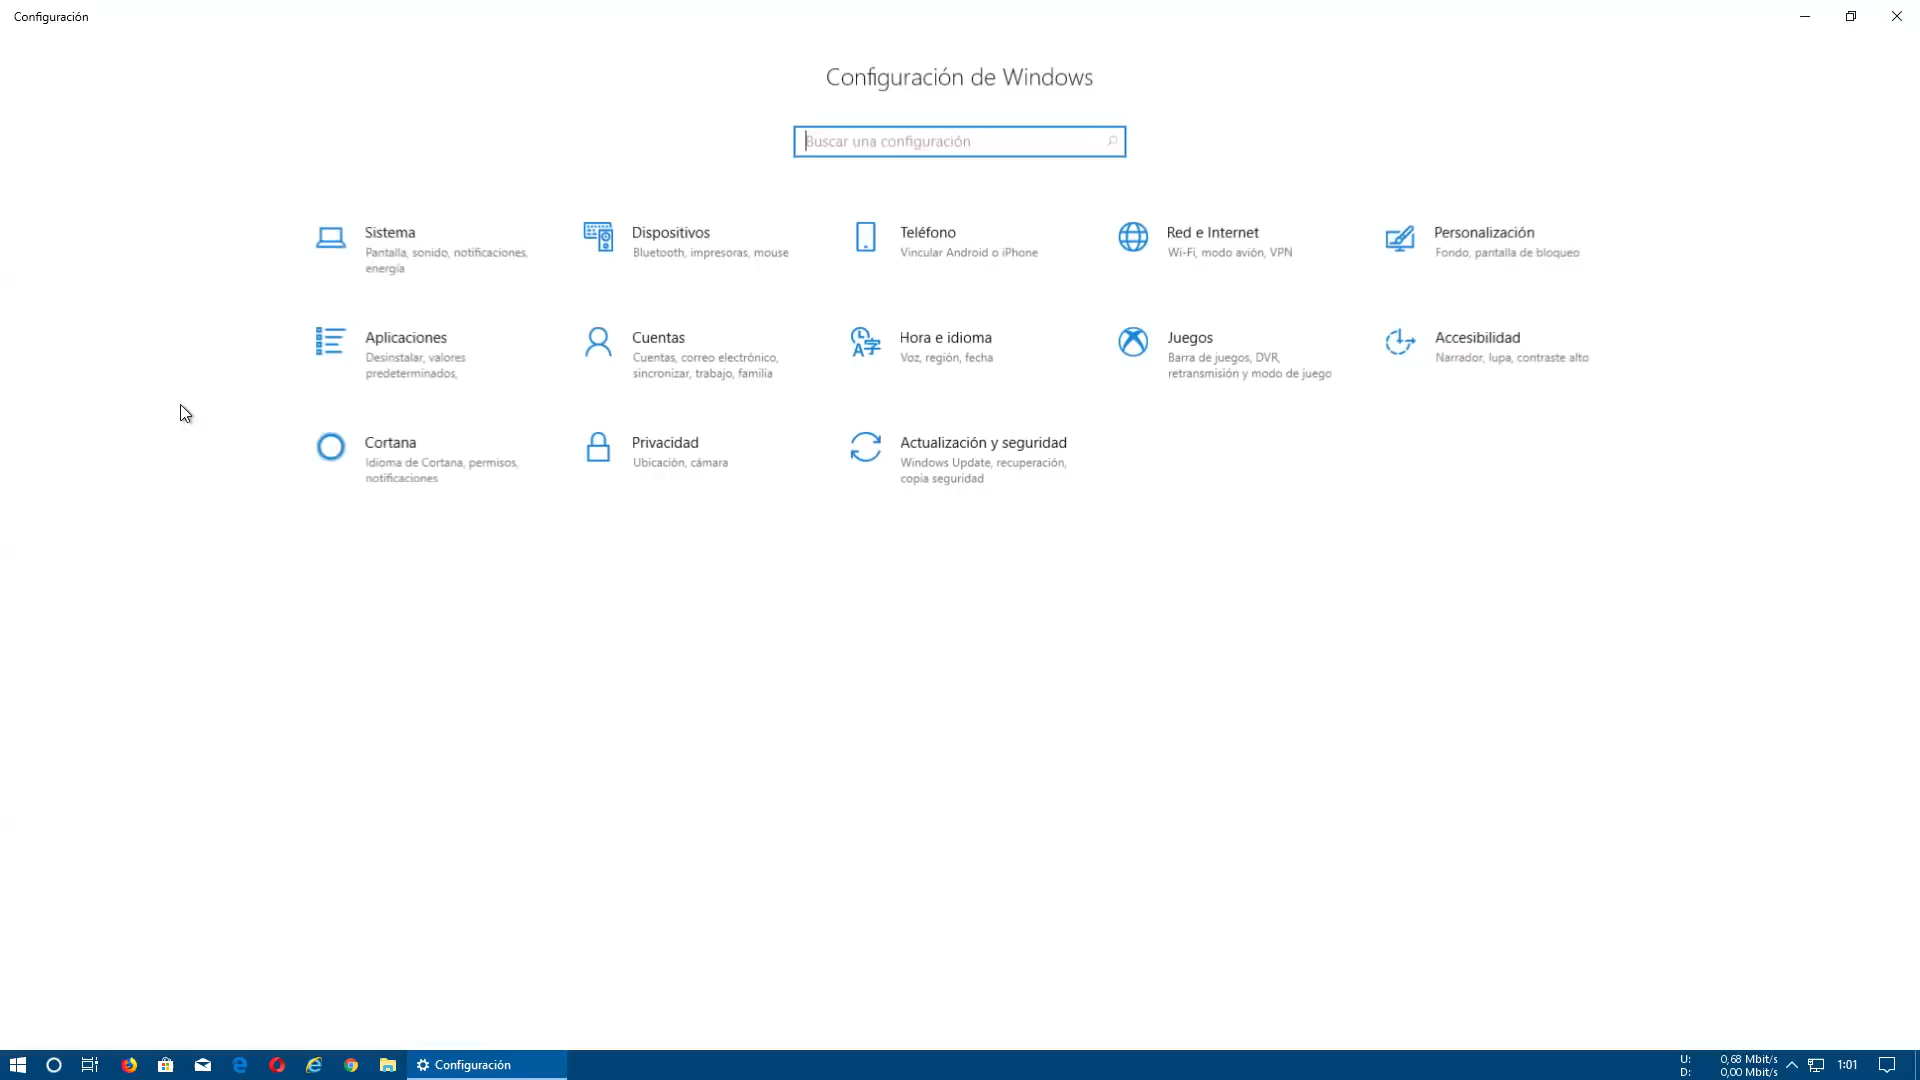 Configuración
Configuración de Windows
Buscar una configuración
Sistema
Pantalla, sonido, notificaciones,
energía
Dispositivos
Bluetooth, impresoras, mouse
Teléfono
Vincular Android o iPhone
Red e Internet
Wi-Fi, modo avión, VPN
Personalización
Fondo, pantalla de bloqueo
Aplicaciones
Desinstalar, valores
predeterminados,
Cuentas
Cuentas, correo electrónico,
sincronizar, trabajo, familia
Hora e idioma
Voz, región, fecha
Juegos
Barra de juegos, DVR,
retransmisión y modo de juego
Accesibilidad
Narrador, lupa, contraste alto
Cortana
Idioma de Cortana, permisos,
notificaciones
Privacidad
Ubicación, cámara
Actualización y seguridad
Windows Update, recuperación,
copia seguridad
Configuración
U: 0,68 Mbit/s
D: 0,00 Mbit/s
1:01